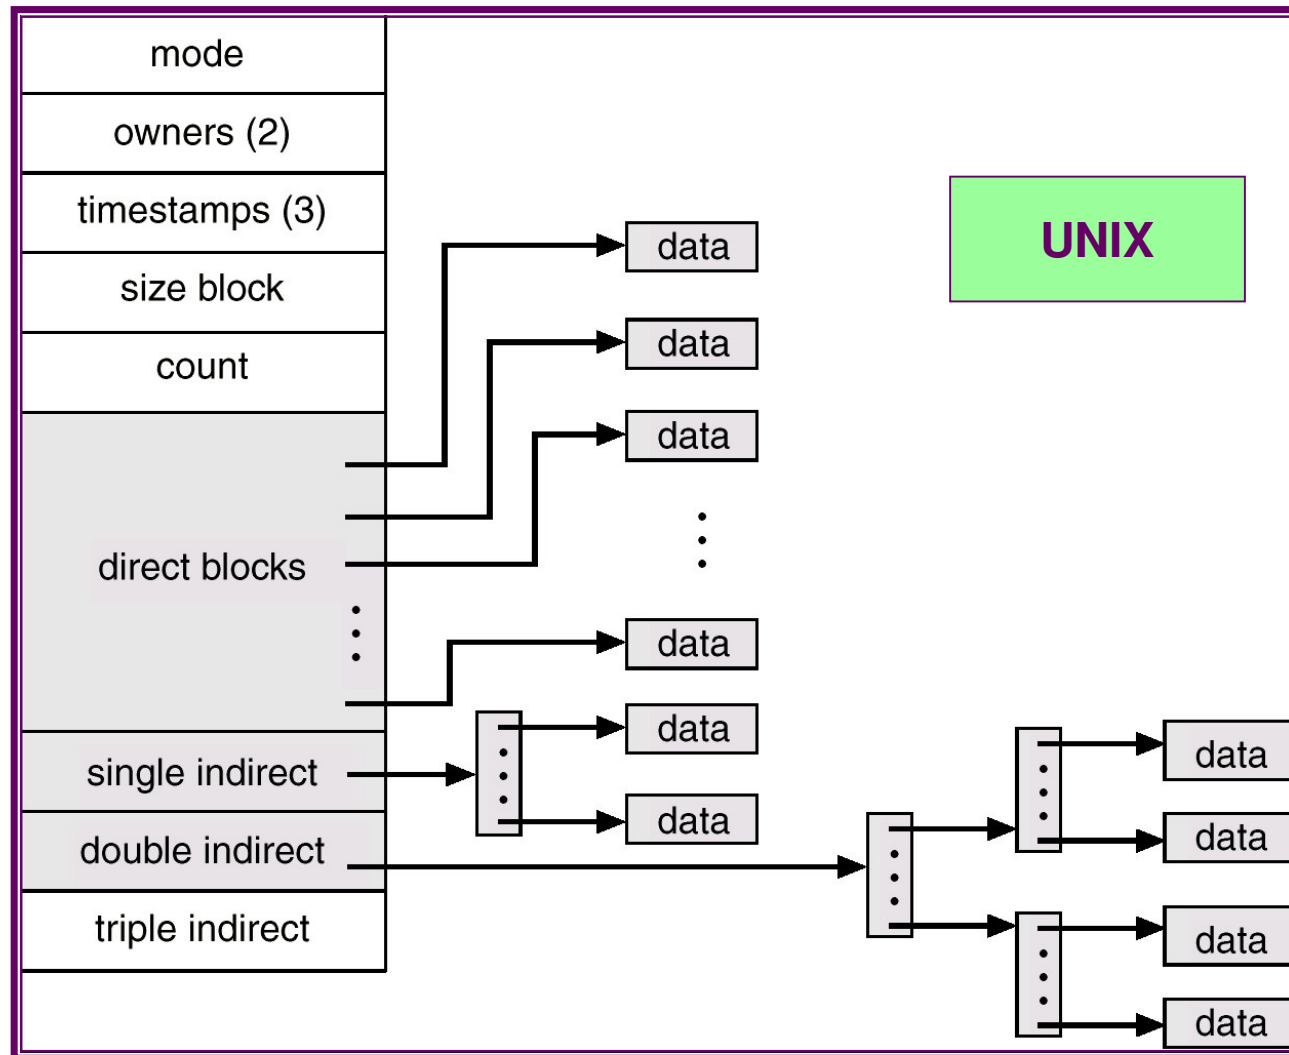 mode
owners (2)
timestamps (3)
size block
count
direct blocks
single indirect
double indirect
triple indirect
data
data
data
data
data
data
UNIX
data
data
data
data